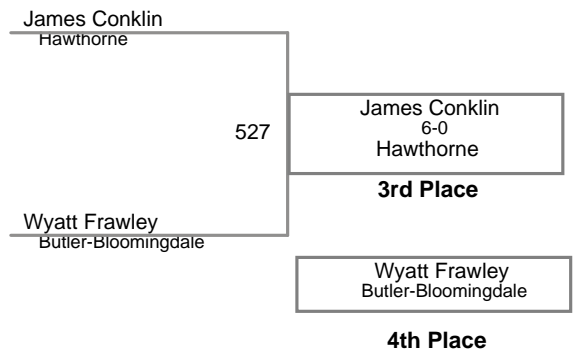 James Conklin
Hawthorne
527
James Conklin
6-0
Hawthorne
3rd Place
Wyatt Frawley
Butler-Bloomingdale
Wyatt Frawley
Butler-Bloomingdale
4th Place